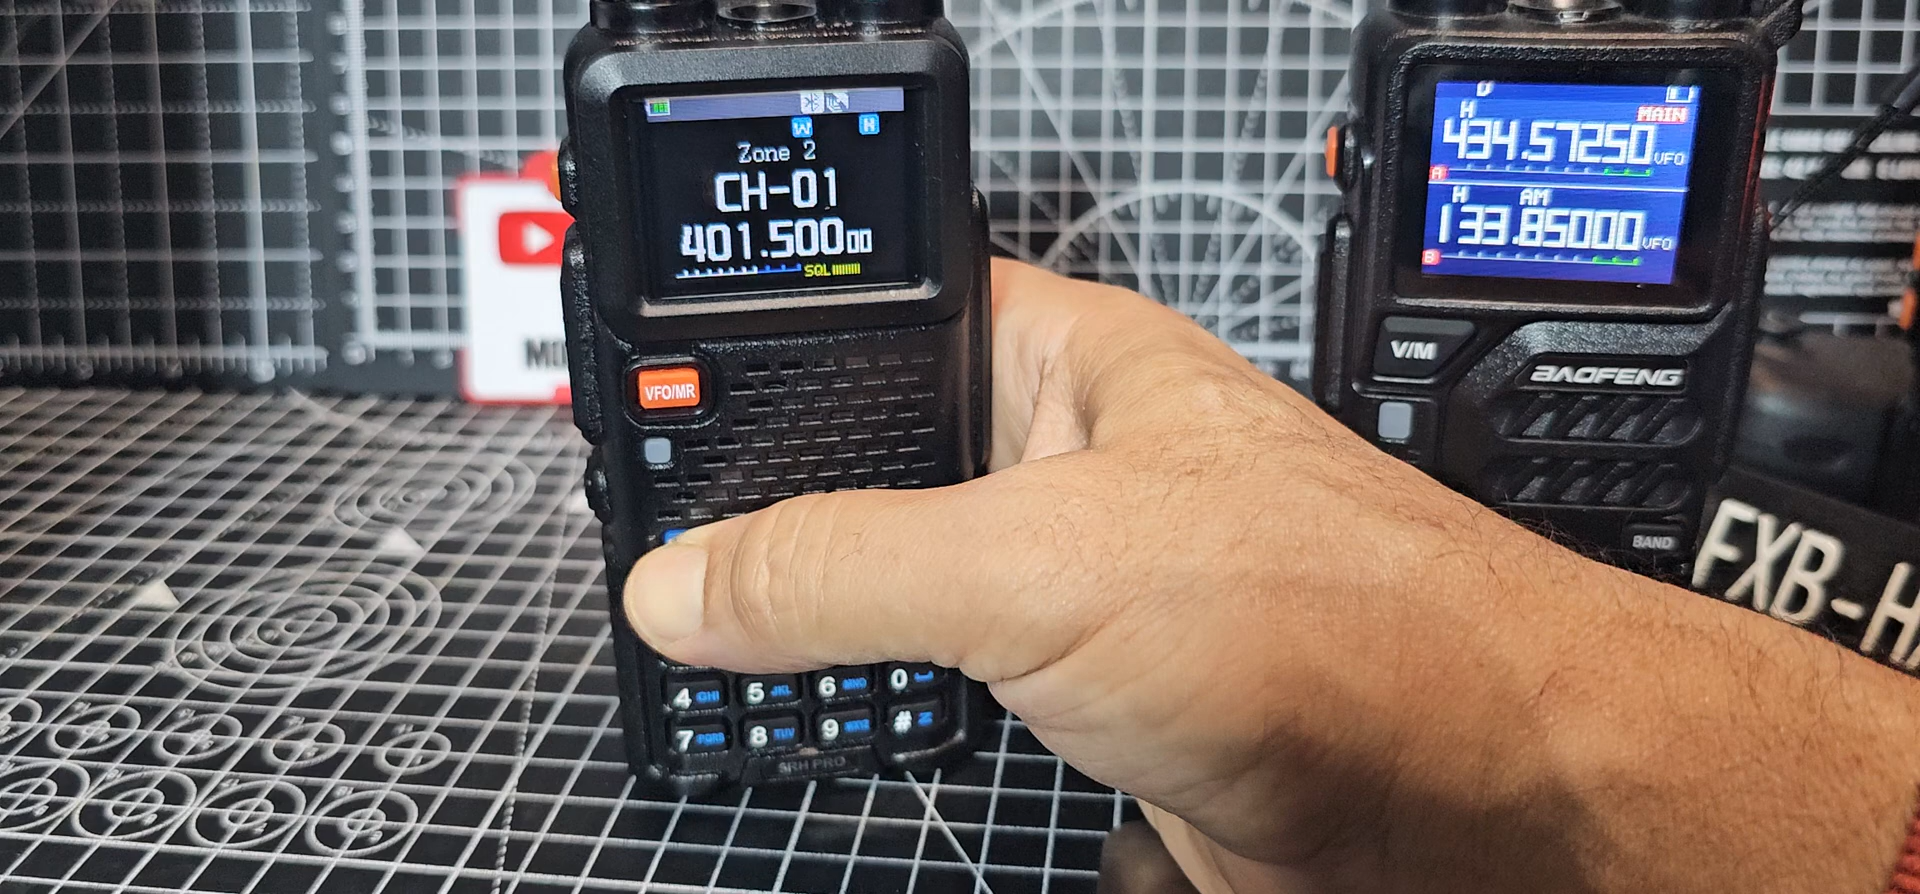 W H
Zone 2
CH-01
401.50000
SQL
VFO/MR
4 GHI 5 JKL 6 MNO 0
7 PQRS 8 TUV 9 WXYZ #
5RH PRO
D
H MAIN
434.57250 VFO
A
H AM
133.85000 VFO
B
V/M
BAOFENG
BAND
FXB-H